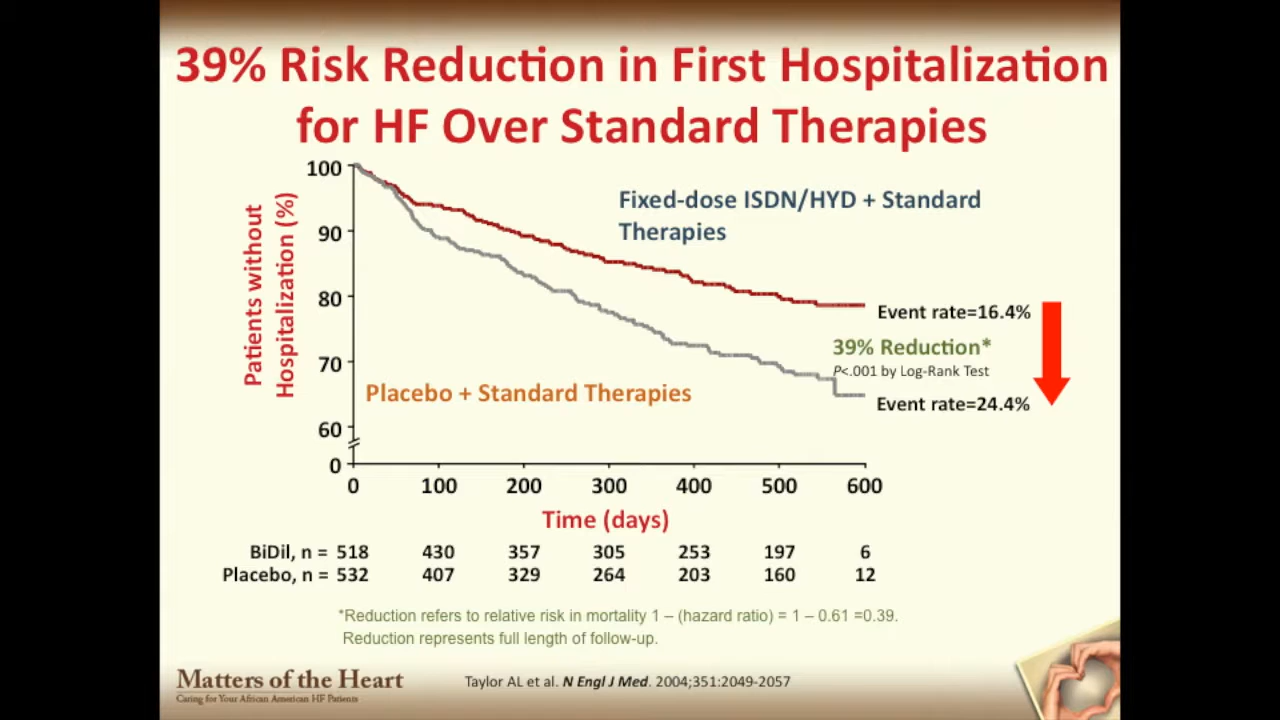 39% Risk Reduction in First Hospitalization
for HF Over Standard Therapies
Patients without
Hospitalization (%)
100
90
80
70
60
0
Fixed-dose ISDN/HYD + Standard
Therapies
Event rate=16.4%
39% Reduction*
P<.001 by Log-Rank Test
Placebo + Standard Therapies
Event rate=24.4%
0 100 200 300 400 500 600
Time (days)
BiDil, n = 518 430 357 305 253 197 6
Placebo, n = 532 407 329 264 203 160 12
*Reduction refers to relative risk in mortality 1 – (hazard ratio) = 1 – 0.61 =0.39.
Reduction represents full length of follow-up.
Matters of the Heart
Caring for Your African American HF Patients
Taylor AL et al. N Engl J Med. 2004;351:2049-2057